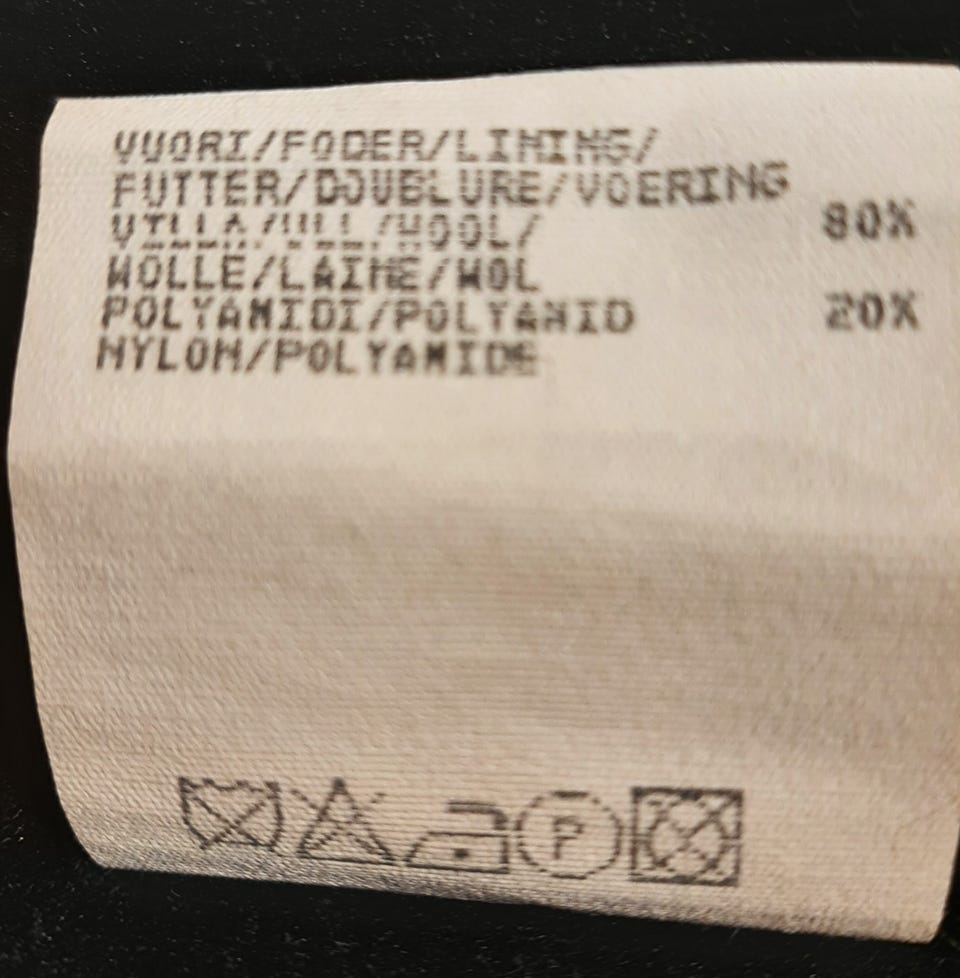 VUORI/FODER/LINING/
FUTTER/DOUBLURE/VOERING
VILLA/ULL/WOOL/ 80%
WOLLE/LAINE/WOL
POLYAMIDI/POLYAMID 20%
NYLON/POLYAMIDE
P